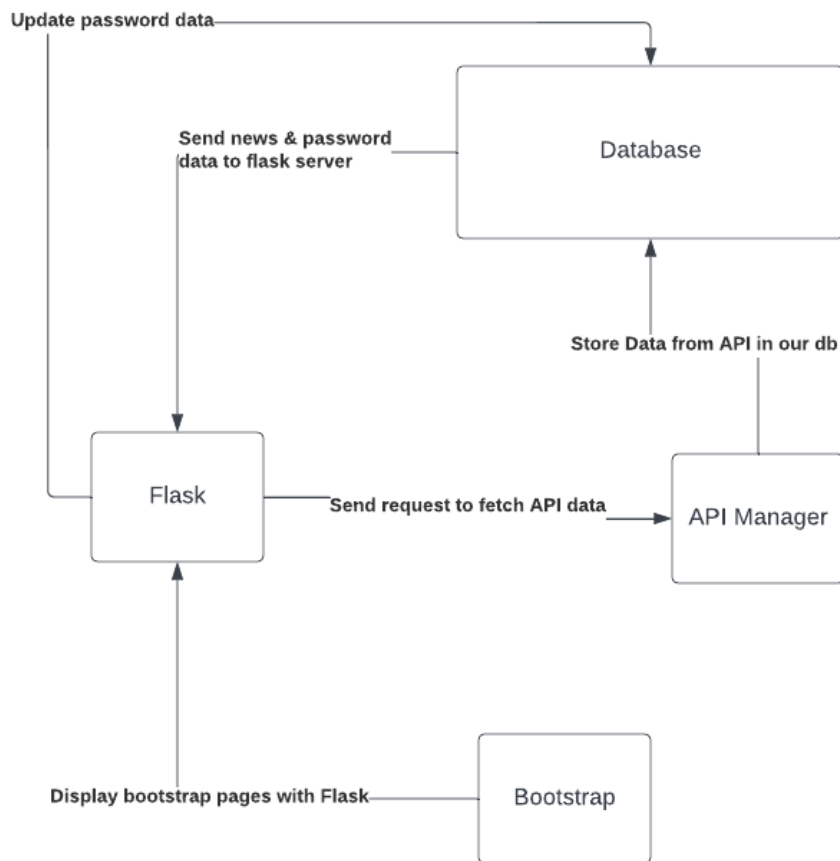 Update password data
Send news & password
data to flask server
Database
Store Data from API in our db
Flask
Send request to fetch API data
API Manager
Display bootstrap pages with Flask
Bootstrap